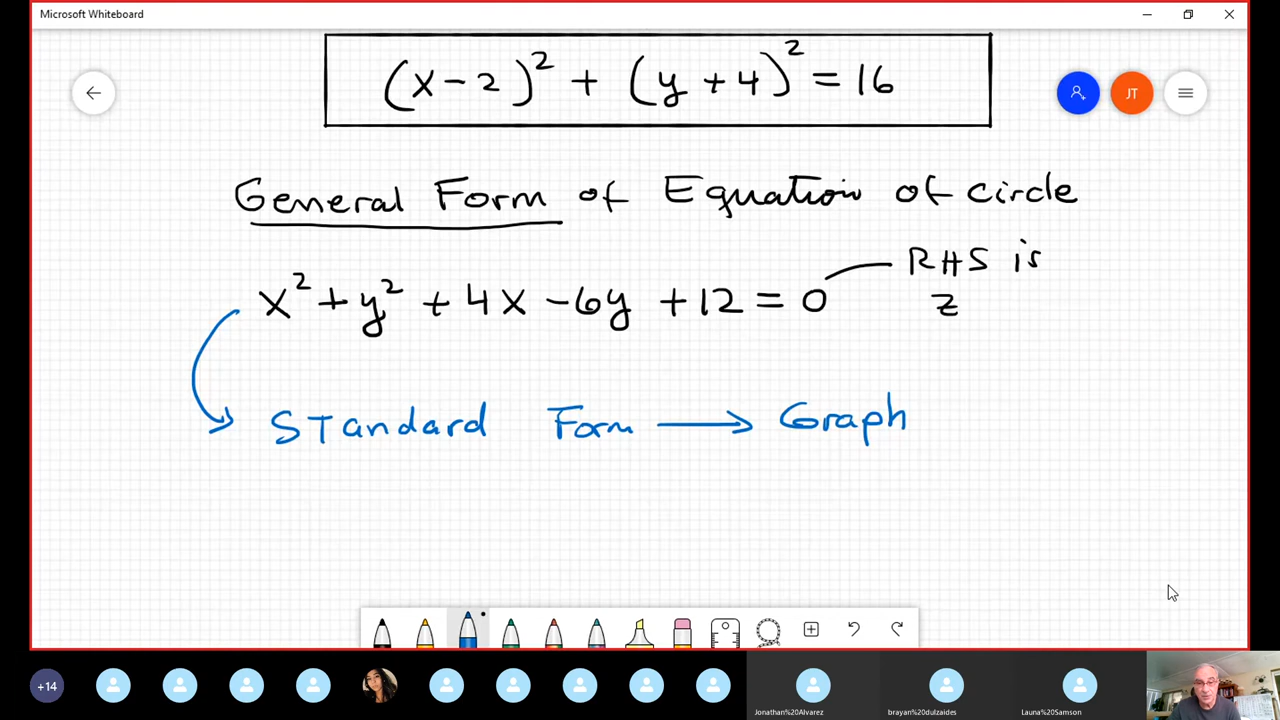 Microsoft Whiteboard
(x-2)² + (y+4)² = 16
JT
General Form of Equation of circle
RHS is
x² + y² + 4x - 6y + 12 = 0
z
Standard Form → Graph
+14
Jonathan%20Alvarez
brayan%20dulzaides
Launa%20Samson